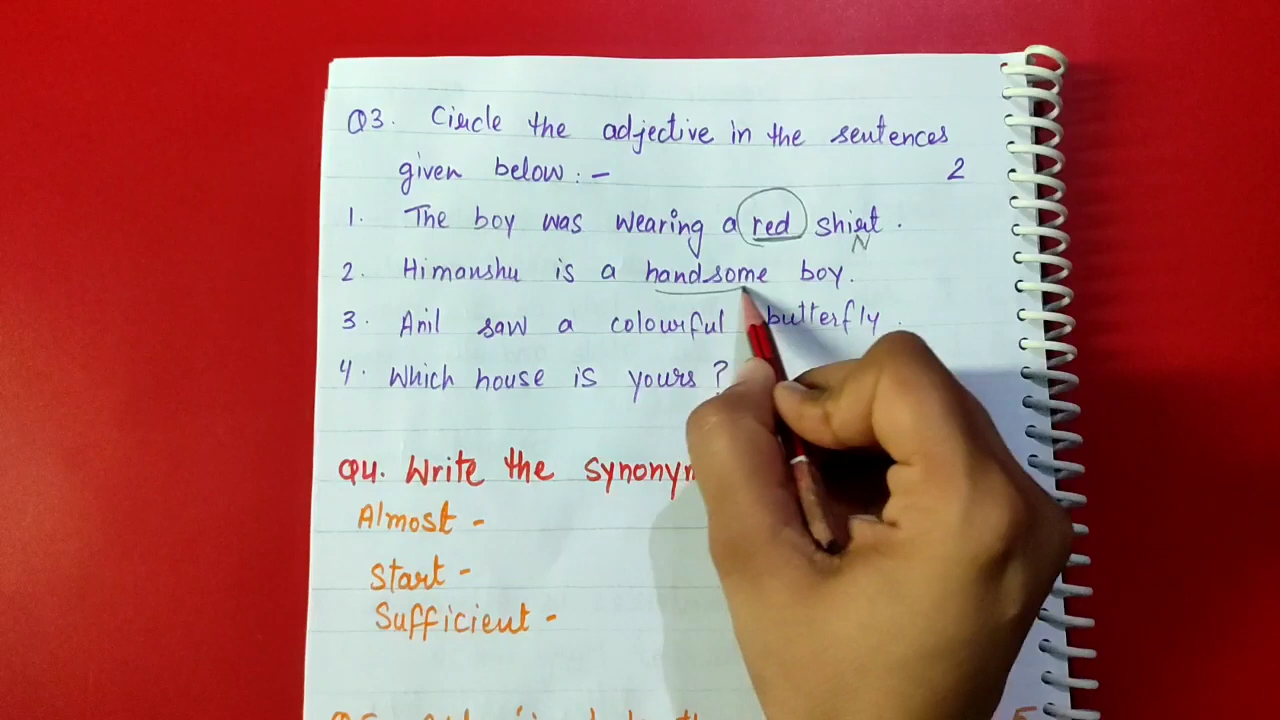 Q3. Circle the adjective in the sentences
given below :- 2
1. The boy was wearing a red shirt.
N
2. Himanshu is a handsome boy.
3. Anil saw a colourful butterfly.
4. Which house is yours?
Q4. Write the
Almost -
Start -
Sufficient -